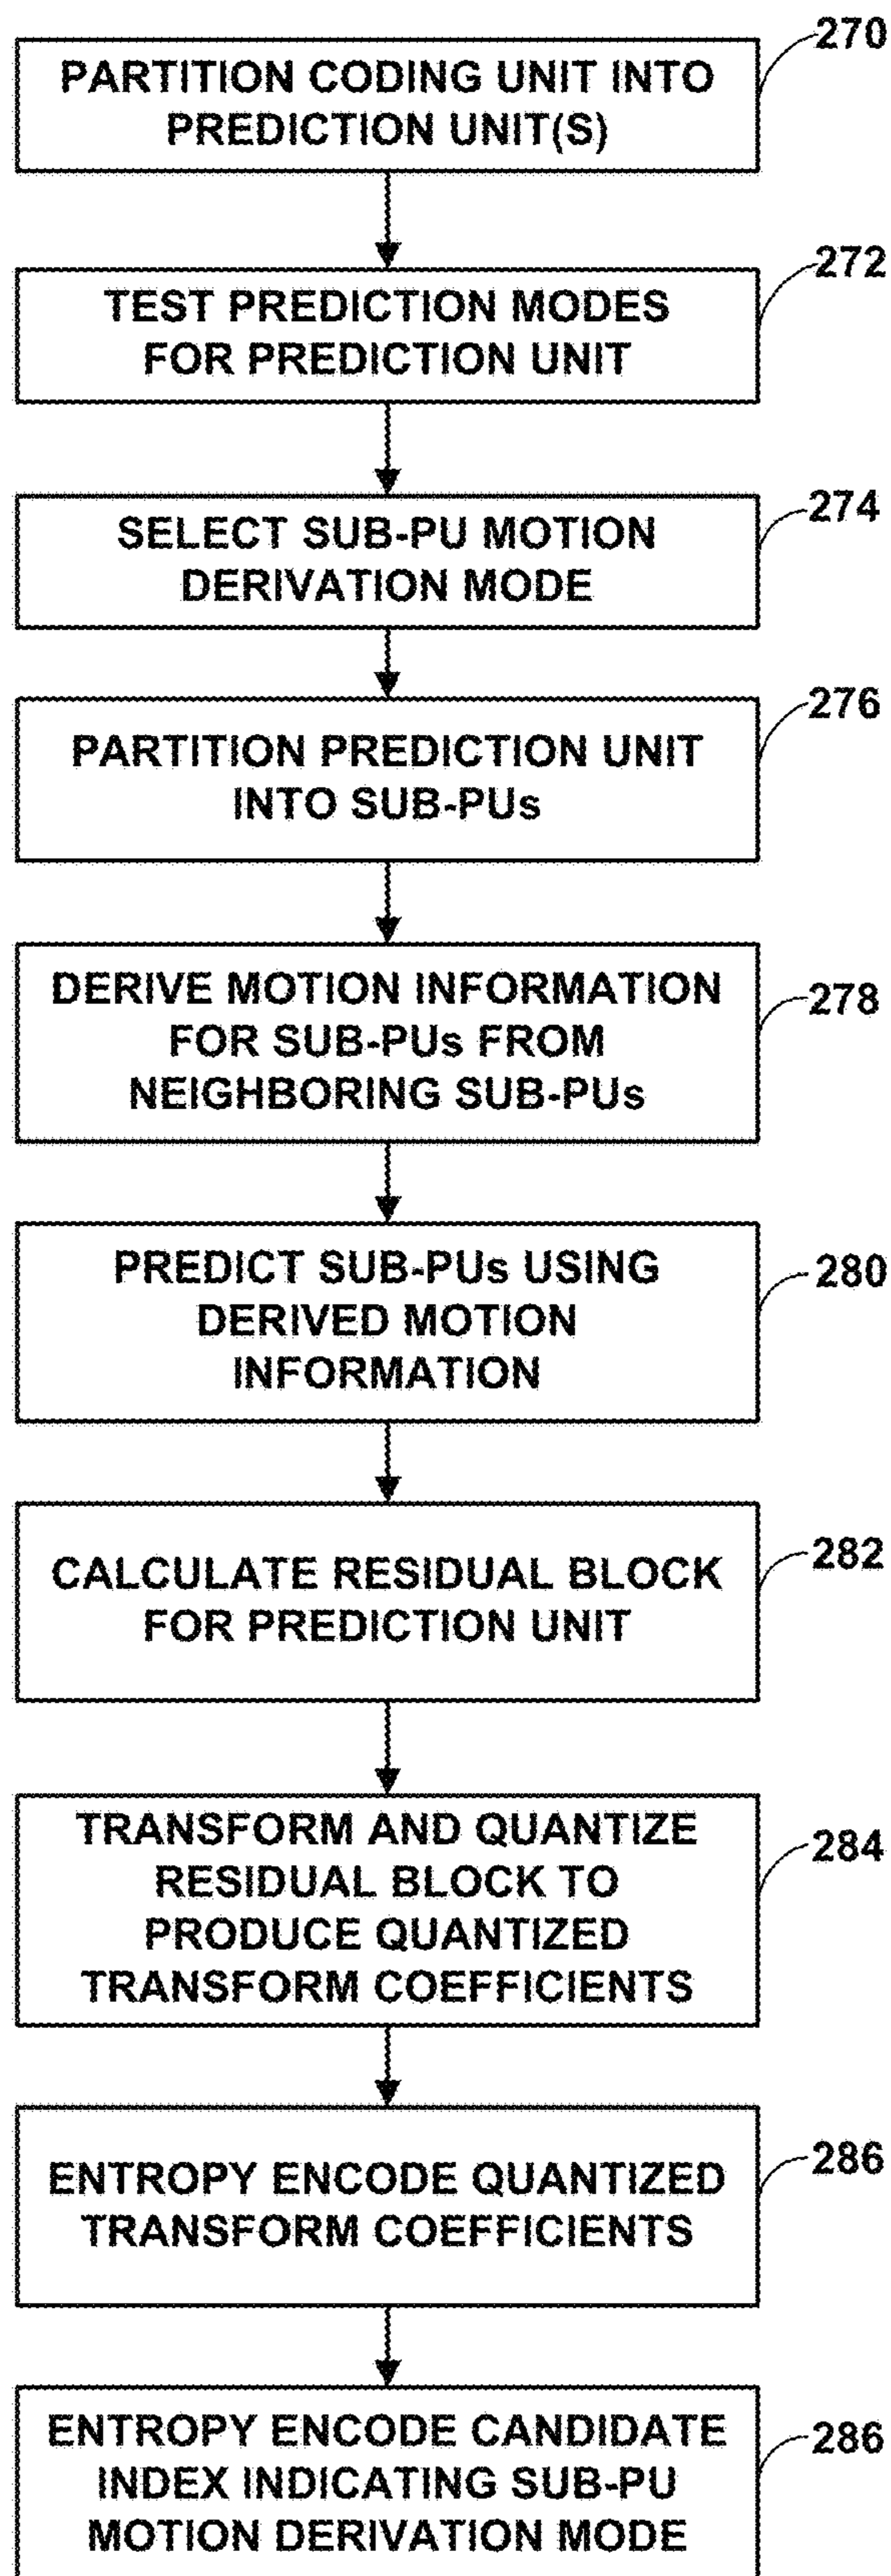 270
PARTITION CODING UNIT INTO
PREDICTION UNIT(S)
272
TEST PREDICTION MODES
FOR PREDICTION UNIT
274
SELECT SUB-PU MOTION
DERIVATION MODE
276
PARTITION PREDICTION UNIT
INTO SUB-PUs
278
DERIVE MOTION INFORMATION
FOR SUB-PUs FROM
NEIGHBORING SUB-PUs
280
PREDICT SUB-PUs USING
DERIVED MOTION
INFORMATION
282
CALCULATE RESIDUAL BLOCK
FOR PREDICTION UNIT
284
TRANSFORM AND QUANTIZE
RESIDUAL BLOCK TO
PRODUCE QUANTIZED
TRANSFORM COEFFICIENTS
286
ENTROPY ENCODE QUANTIZED
TRANSFORM COEFFICIENTS
286
ENTROPY ENCODE CANDIDATE
INDEX INDICATING SUB-PU
MOTION DERIVATION MODE